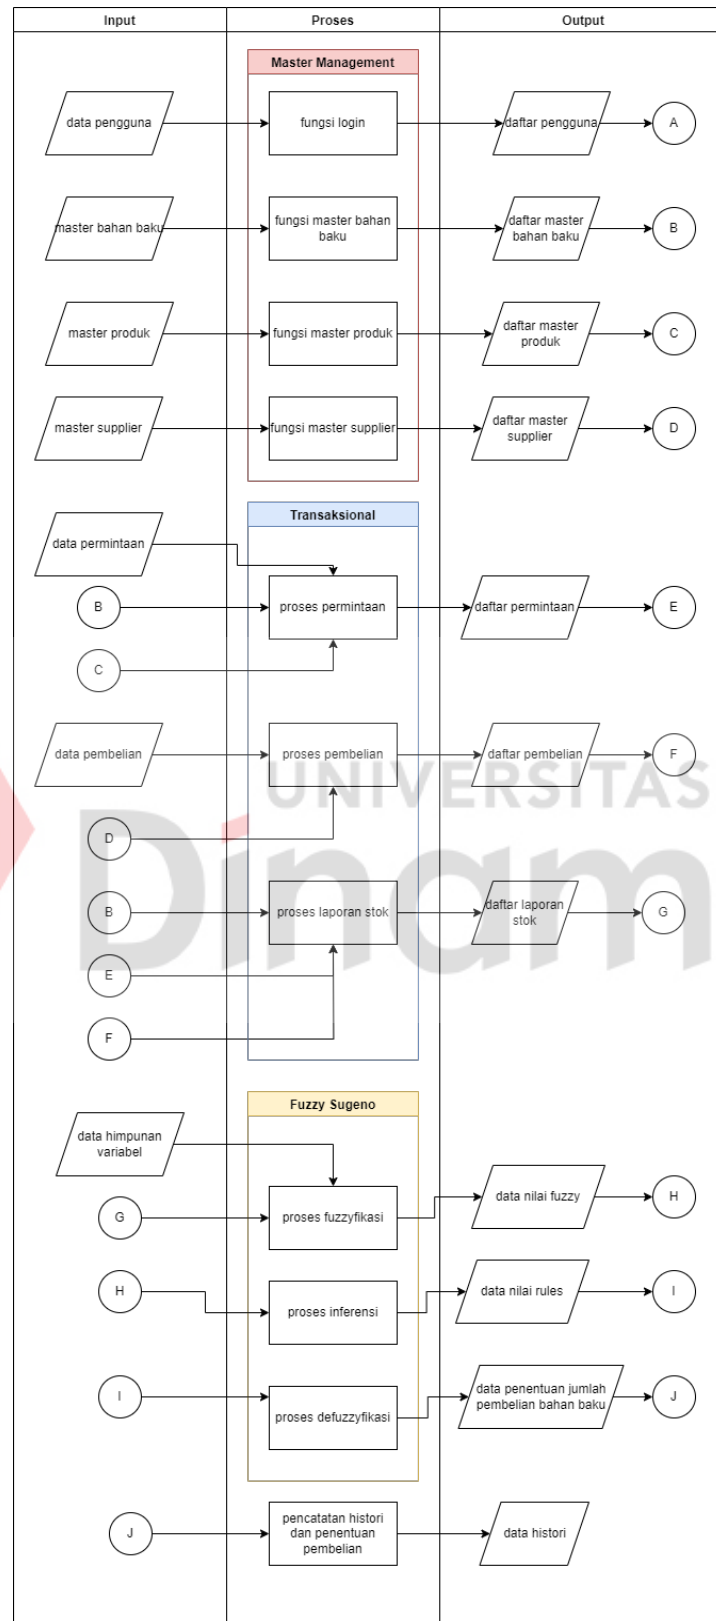 Input
Proses
Output
Master Management
data pengguna
fungsi login
daftar pengguna
A
master bahan baku
fungsi master bahan
baku
daftar master
bahan baku
B
master produk
fungsi master produk
daftar master
produk
C
master supplier
fungsi master supplier
daftar master
supplier
D
Transaksional
data permintaan
B
proses permintaan
daftar permintaan
E
C
data pembelian
proses pembelian
daftar pembelian
F
UNIVERSITAS
D
Dinam
B
proses laporan stok
daftar laporan
stok
G
E
F
Fuzzy Sugeno
data himpunan
variabel
G
proses fuzzyfikasi
data nilai fuzzy
H
H
proses inferensi
data nilai rules
I
I
proses defuzzyfikasi
data penentuan jumlah
pembelian bahan baku
J
J
pencatatan histori
dan penentuan
pembelian
data histori